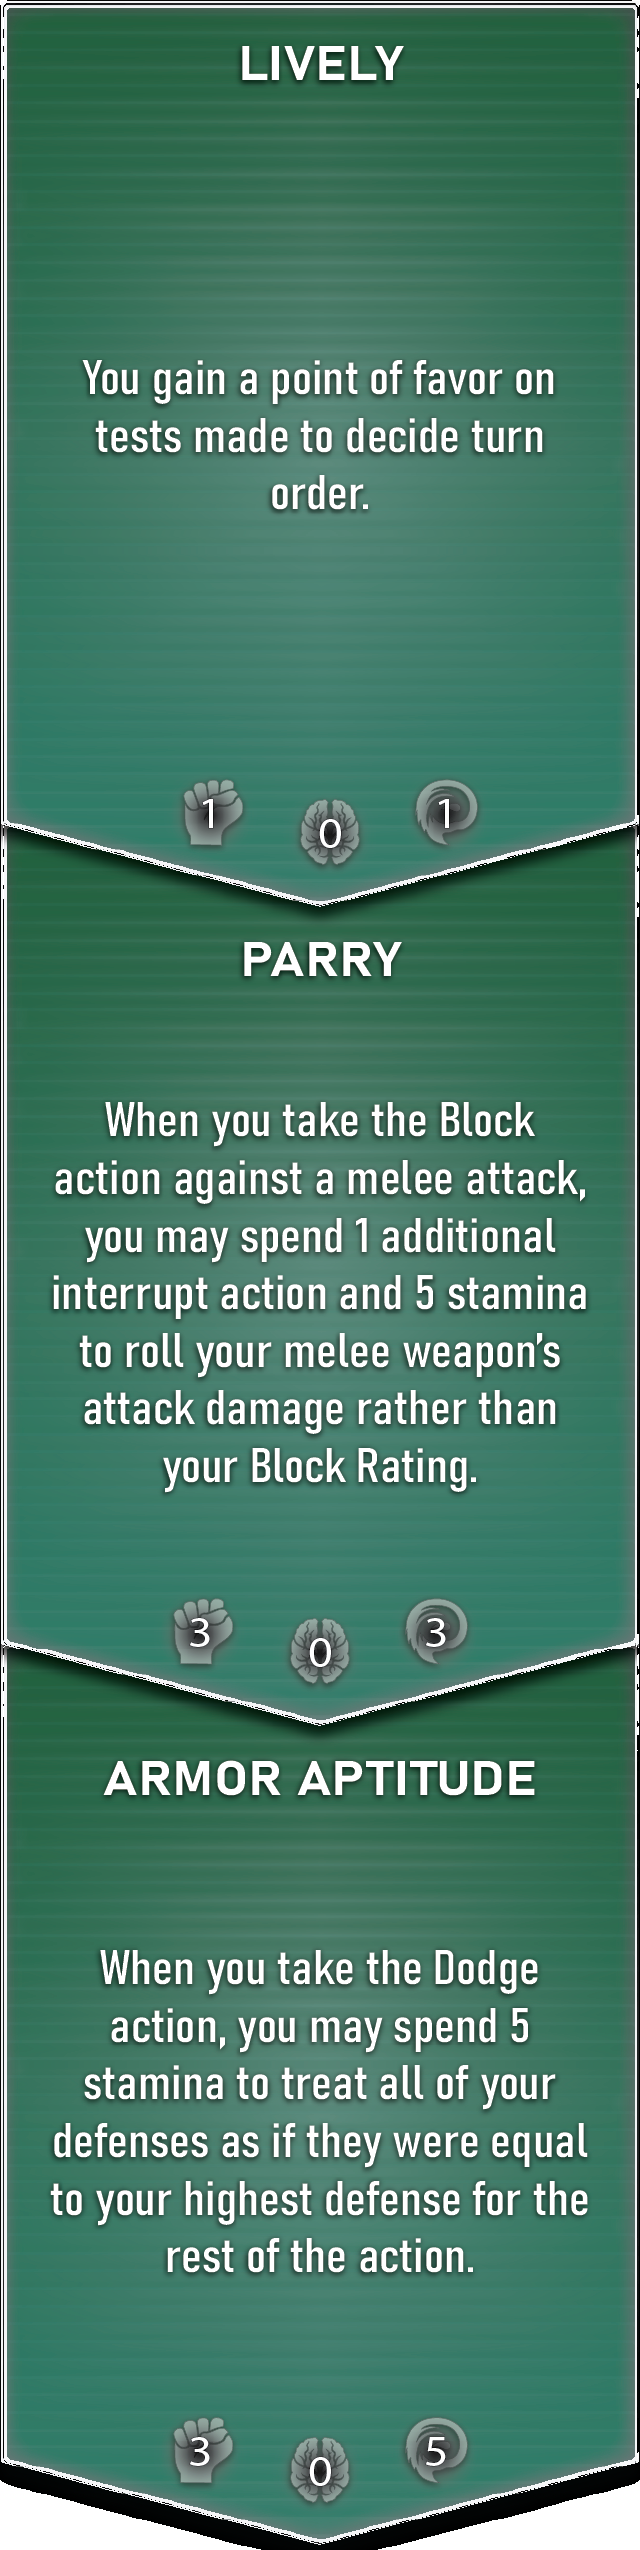 LIVELY
You gain a point of favor on
tests made to decide turn
order.
1 0 1
PARRY
When you take the Block
action against a melee attack,
you may spend 1 additional
interrupt action and 5 stamina
to roll your melee weapon’s
attack damage rather than
your Block Rating.
3 0 3
ARMOR APTITUDE
When you take the Dodge
action, you may spend 5
stamina to treat all of your
defenses as if they were equal
to your highest defense for the
rest of the action.
3 0 5